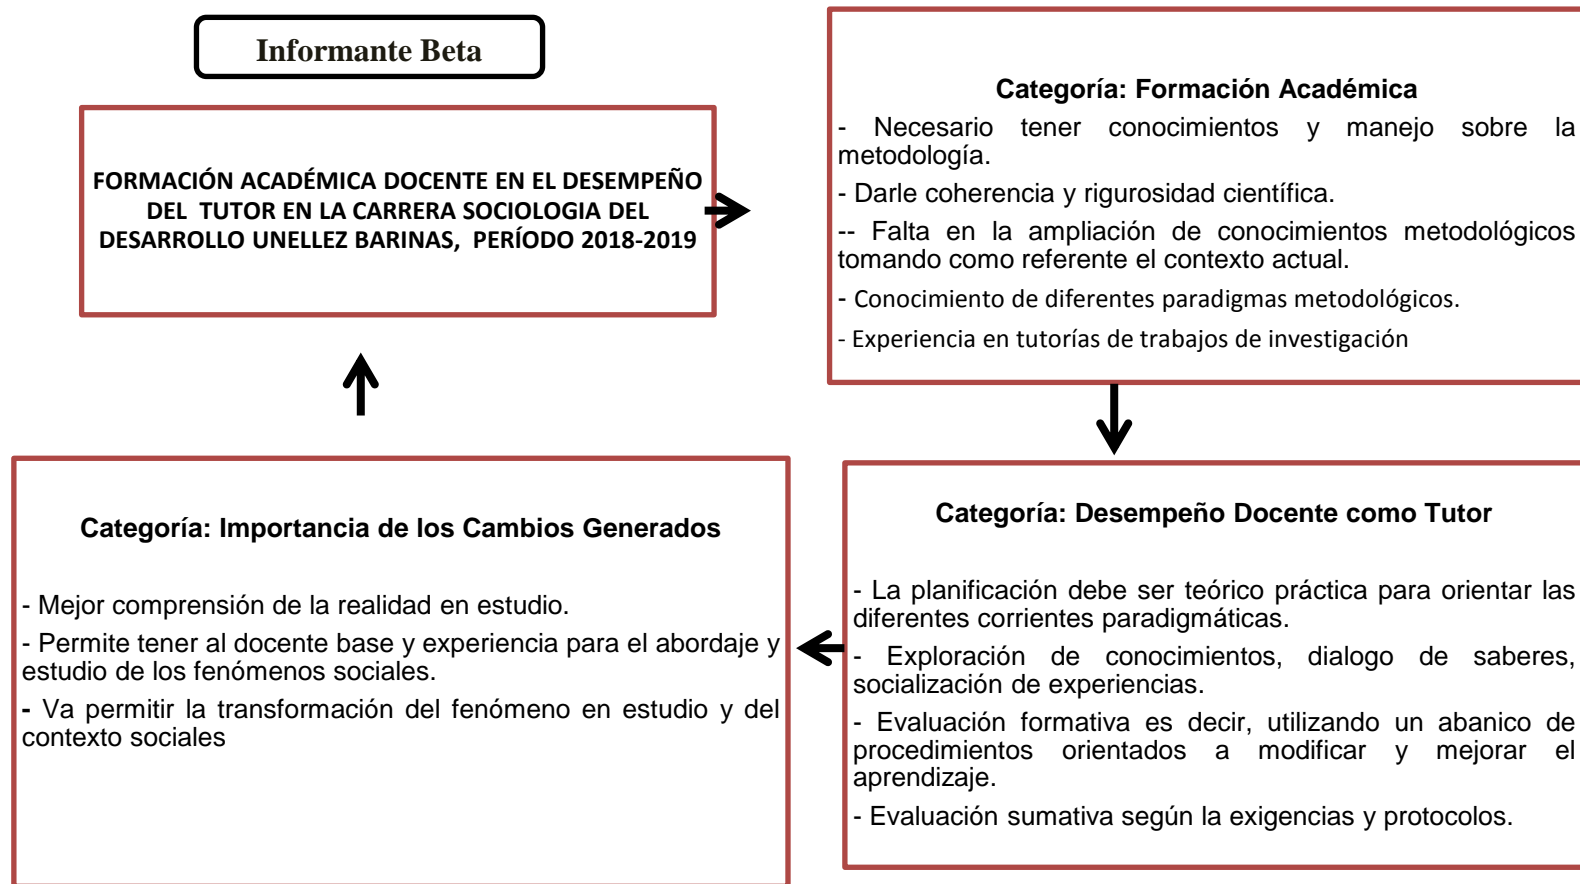 Informante Beta
FORMACIÓN ACADÉMICA DOCENTE EN EL DESEMPEÑO
DEL TUTOR EN LA CARRERA SOCIOLOGIA DEL
DESARROLLO UNELLEZ BARINAS, PERÍODO 2018-2019
Categoría: Formación Académica
- Necesario tener conocimientos y manejo sobre la
metodología.
- Darle coherencia y rigurosidad científica.
-- Falta en la ampliación de conocimientos metodológicos
tomando como referente el contexto actual.
- Conocimiento de diferentes paradigmas metodológicos.
- Experiencia en tutorías de trabajos de investigación
Categoría: Desempeño Docente como Tutor
- La planificación debe ser teórico práctica para orientar las
diferentes corrientes paradigmáticas.
- Exploración de conocimientos, dialogo de saberes,
socialización de experiencias.
- Evaluación formativa es decir, utilizando un abanico de
procedimientos orientados a modificar y mejorar el
aprendizaje.
- Evaluación sumativa según la exigencias y protocolos.
Categoría: Importancia de los Cambios Generados
- Mejor comprensión de la realidad en estudio.
- Permite tener al docente base y experiencia para el abordaje y
estudio de los fenómenos sociales.
- Va permitir la transformación del fenómeno en estudio y del
contexto sociales